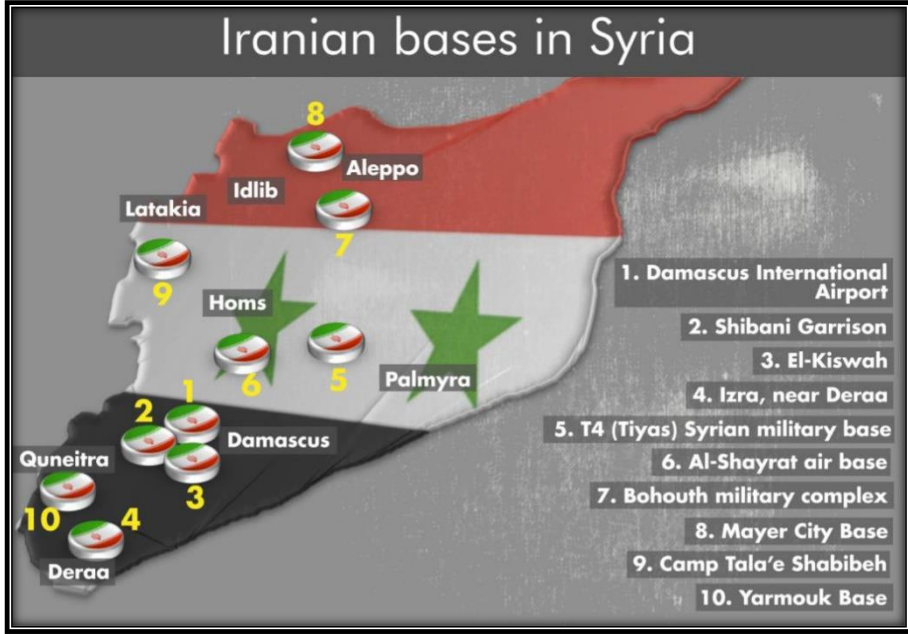 Iranian bases in Syria
8
Aleppo
Idlib
Latakia
7
9
Homs
6
5
Palmyra
1
2
Damascus
Quneitra
3
10
4
Deraa
1. Damascus International
Airport
2. Shibani Garrison
3. El-Kiswah
4. Izra, near Deraa
5. T4 (Tiyas) Syrian military base
6. Al-Shayrat air base
7. Bohouth military complex
8. Mayer City Base
9. Camp Tala’e Shabibeh
10. Yarmouk Base